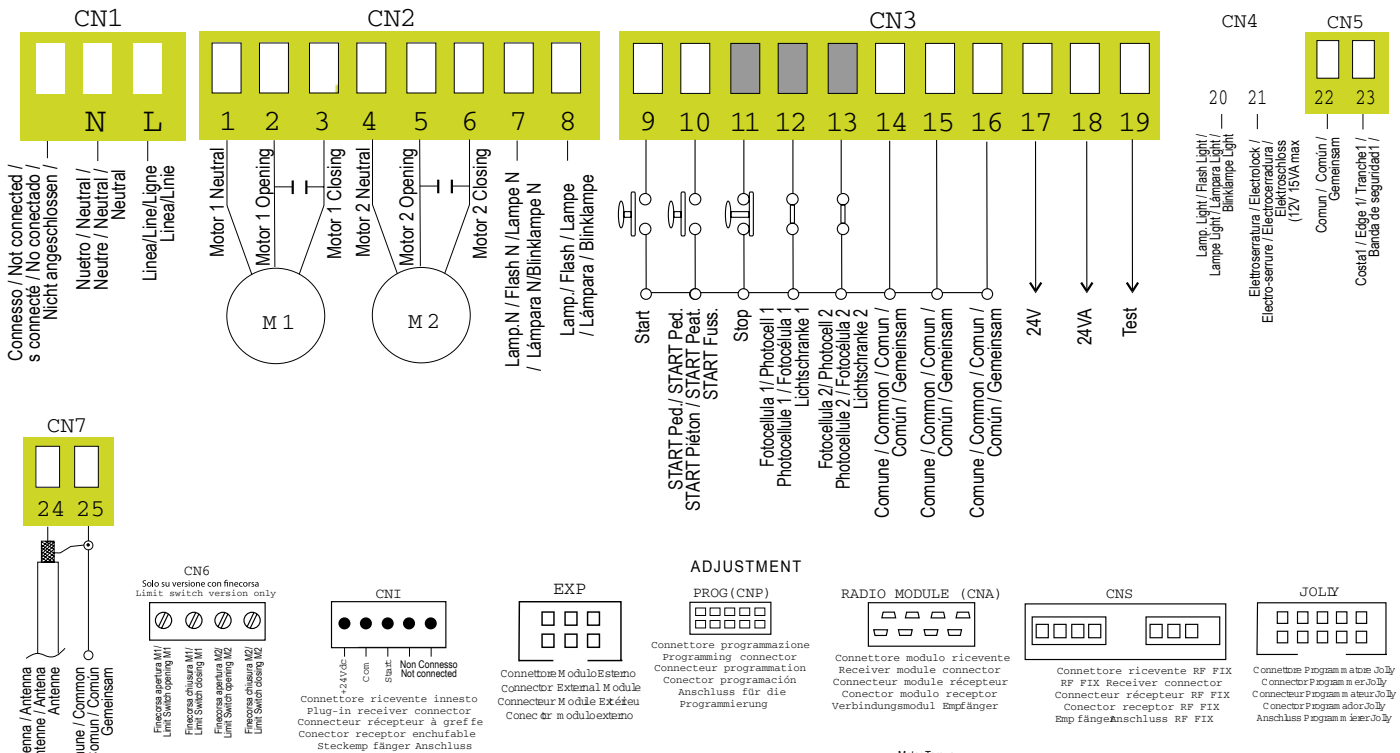 CN1
CN2
CN3
CN4
CN5
N L
1 2 3 4 5 6 7 8
9 10 11 12 13 14 15 16 17 18 19
20 21
22 23
Connesso / Not connected /
s connecté / No conectado /
Nicht angeschlossen /
Nuetro / Neutral /
Neutre / Neutral /
Neutral
Linea/Line/Ligne
Linea/Linie
Motor 1 Neutral
Motor 1 Opening
Motor 1 Closing
Motor 2 Neutral
Motor 2 Opening
Motor 2 Closing
M1
M2
Lamp.N / Flash N /Lampe N
/ Lámpara N/Blinklampe N
Lamp./ Flash / Lampe
/ Lámpara / Blinklampe
Start
START Ped./ START Ped.
START Piéton / START Peat.
START Fuss.
Stop
Fotocellula 1/ Photocell 1
Photocellule 1 / Fotocélula 1
Lichtschranke 1
Fotocellula 2/ Photocell 2
Photocellule 2 / Fotocélula 2
Lichtschranke 2
Comune / Common / Comun /
Común / Gemeinsam
Comune / Common / Comun /
Común / Gemeinsam
Comune / Common / Comun /
Común / Gemeinsam
24V
24VA
Test
Lamp. Light / Flash Light /
Lampe Light / Lámpara Light /
Blinklampe Light
Elettroserratura / Electrolock /
Electro-serrure / Electrocerradura /
Elektroschloss
(12V 15VA max
Comun / Común /
Gemeinsam
Costa1 / Edge 1/ Tranche1 /
Banda de seguridad1 /
CN7
24 25
enna / Antenna
ntenne / Antena
Antenne
une / Common
Comun / Común
Gemeinsam
CN6
Solo su versione con finecorsa
Limit switch version only
Finecorsa apertura M1/
Limit Switch opening M1
Finecorsa chiusura M1/
Limit Switch closing M1
Finecorsa apertura M2/
Limit Switch opening M2
Finecorsa chiusura M2/
Limit Switch closing M2
CNI
+24Vdc
Com
Start
Non Connesso
Not connected
Connettore ricevente innesto
Plug-in receiver connector
Connecteur récepteur à greffe
Conector receptor enchufable
Steckemp fänger Anschluss
EXP
Connettore Modulo Esterno
Connector External Module
Connecteur Module Extérieu
Conector modulo externo
ADJUSTMENT
PROG(CNP)
Connettore programmazione
Programming connector
Connecteur programmation
Conector programación
Anschluss für die
Programmierung
RADIO MODULE (CNA)
Connettore modulo ricevente
Receiver module connector
Connecteur module récepteur
Conector modulo receptor
Verbindungsmodul Empfänger
CNS
Connettore ricevente RF FIX
RF FIX Receiver connector
Connecteur récepteur RF FIX
Conector receptor RF FIX
EmpfängerAnschluss RF FIX
JOLLY
Connettore Programmatore Jolly
Connector Programmer Jolly
Connecteur Programmateur Jolly
Conector Programador Jolly
Anschluss Programmierer Jolly